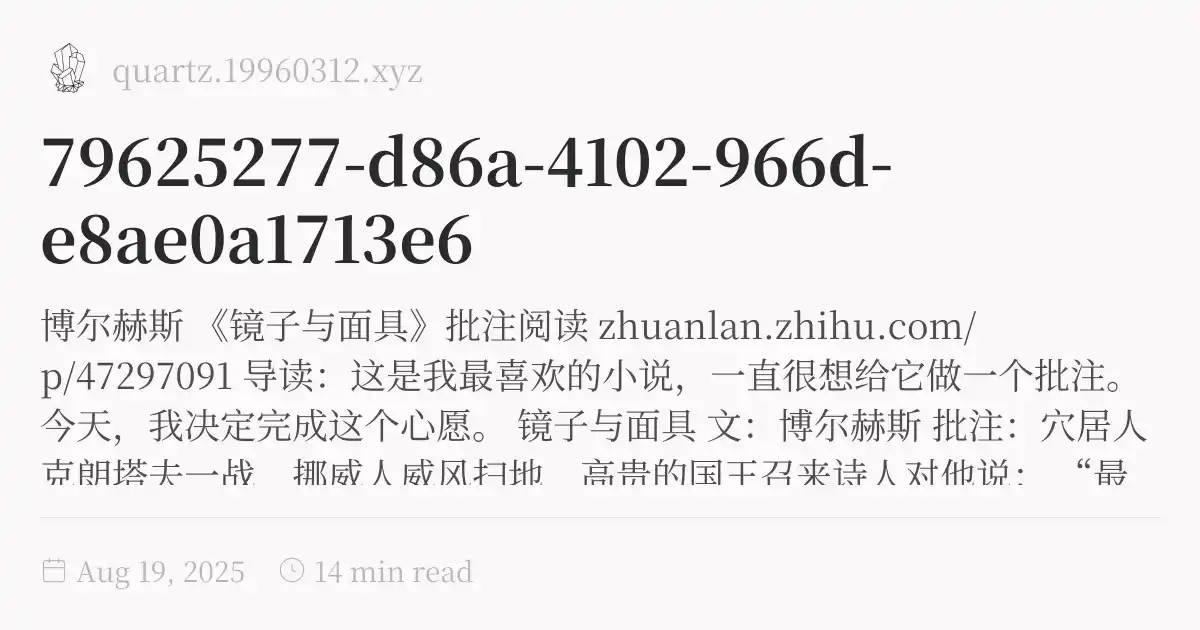 quartz.19960312.xyz
79625277-d86a-4102-966d-
e8ae0a1713e6
博尔赫斯 《镜子与面具》批注阅读 zhuanlan.zhihu.com/
p/47297091 导读：这是我最喜欢的小说，一直很想给它做一个批注。
今天，我决定完成这个心愿。 镜子与面具 文：博尔赫斯 批注：穴居人
克朗塔夫一战，挪威人威风扫地，高贵的国王召来诗人对他说： “最
Aug 19, 2025 14 min read